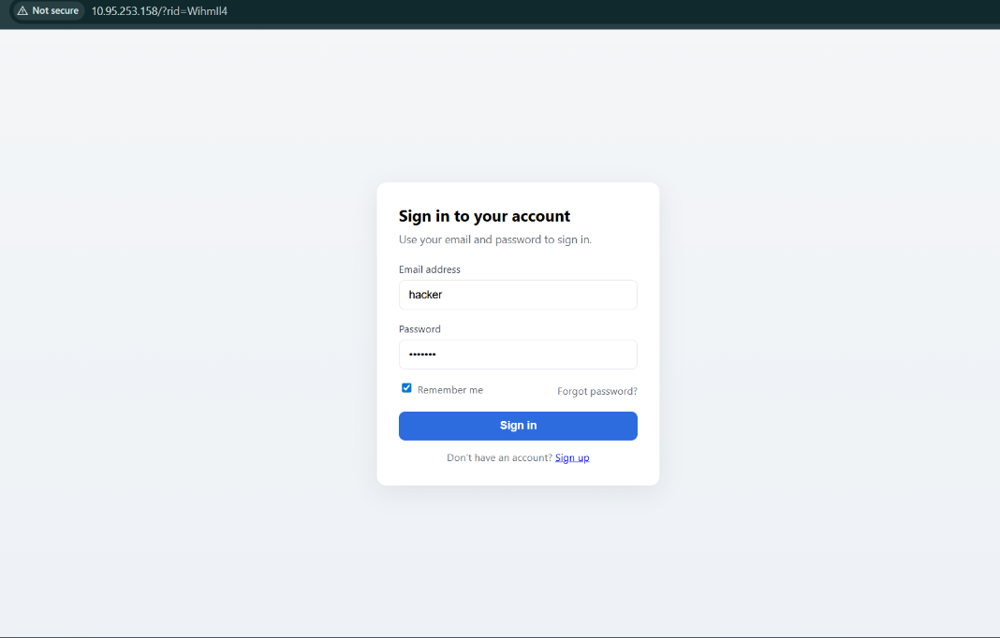 Not secure 10.95.253.158/?rid=WihmIl4
Sign in to your account
Use your email and password to sign in.
Email address
hacker
Password
•••••••
Remember me Forgot password?
Sign in
Don't have an account? Sign up